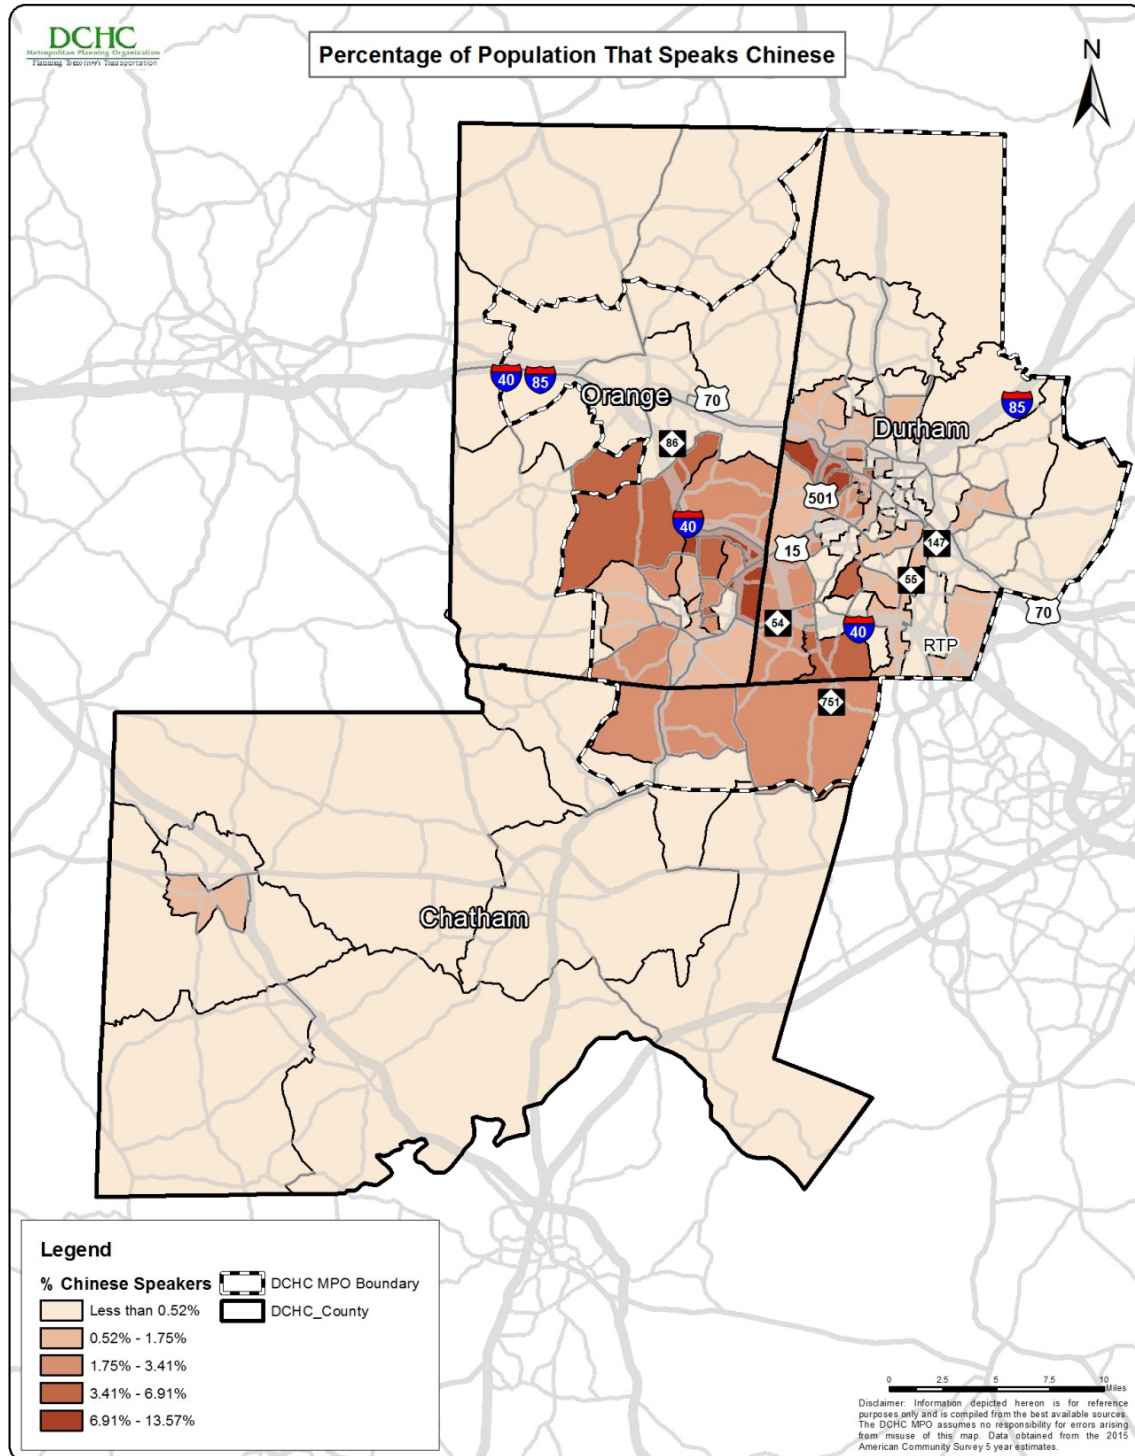 DCHC
Metropolitan Planning Organization
Planning Tomorrow's Transportation
Percentage of Population That Speaks Chinese
N
40
85
Orange
70
85
Durham
86
501
40
15
147
55
54
40
70
RTP
751
Chatham
Legend
% Chinese Speakers
Less than 0.52%
0.52% - 1.75%
1.75% - 3.41%
3.41% - 6.91%
6.91% - 13.57%
DCHC MPO Boundary
DCHC_County
0 2.5 5 7.5 10
Miles
Disclaimer: Information depicted hereon is for reference
purposes only and is compiled from the best available sources.
The DCHC MPO assumes no responsibility for errors arising
from misuse of this map. Data obtained from the 2015
American Community Survey 5 year estimates.